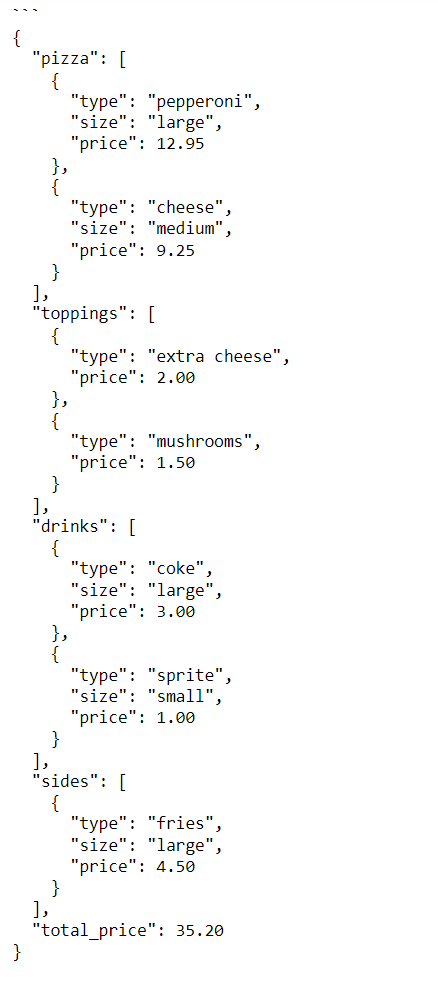 ```
{
  "pizza": [
    {
      "type": "pepperoni",
      "size": "large",
      "price": 12.95
    },
    {
      "type": "cheese",
      "size": "medium",
      "price": 9.25
    }
  ],
  "toppings": [
    {
      "type": "extra cheese",
      "price": 2.00
    },
    {
      "type": "mushrooms",
      "price": 1.50
    }
  ],
  "drinks": [
    {
      "type": "coke",
      "size": "large",
      "price": 3.00
    },
    {
      "type": "sprite",
      "size": "small",
      "price": 1.00
    }
  ],
  "sides": [
    {
      "type": "fries",
      "size": "large",
      "price": 4.50
    }
  ],
  "total_price": 35.20
}